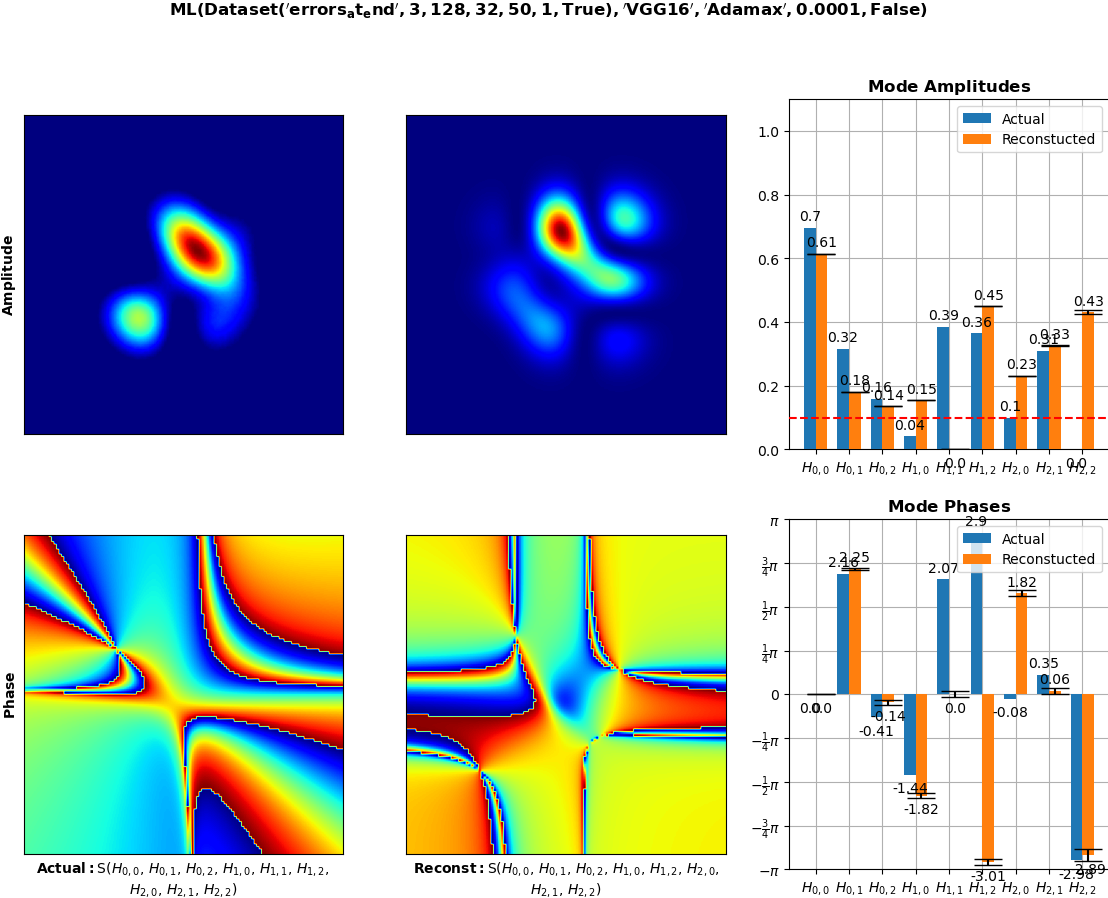 ML(Dataset('errors_at_end', 3, 128, 32, 50, 1, True), 'VGG16', 'Adamax', 0.0001, False)
Amplitude
Mode Amplitudes
Actual
Reconstucted
1.0
0.8
0.6
0.4
0.2
0.0
0.7
0.61
0.32
0.18
0.16
0.14
0.04
0.15
0.39
0.0
0.36
0.45
0.1
0.23
0.31
0.33
0.0
0.43
H0,0 H0,1 H0,2 H1,0 H1,1 H1,2 H2,0 H2,1 H2,2
Phase
Mode Phases
Actual
Reconstucted
π
3/4π
1/2π
1/4π
0
−1/4π
−1/2π
−3/4π
−π
0.0
0.0
2.16
2.25
-0.41
-0.14
-1.44
-1.82
2.07
0.0
2.9
-3.01
-0.08
1.82
0.35
0.06
-2.98
-2.89
H0,0 H0,1 H0,2 H1,0 H1,1 H1,2 H2,0 H2,1 H2,2
Actual: S(H0,0, H0,1, H0,2, H1,0, H1,1, H1,2,
H2,0, H2,1, H2,2)
Reconst: S(H0,0, H0,1, H0,2, H1,0, H1,2, H2,0,
H2,1, H2,2)